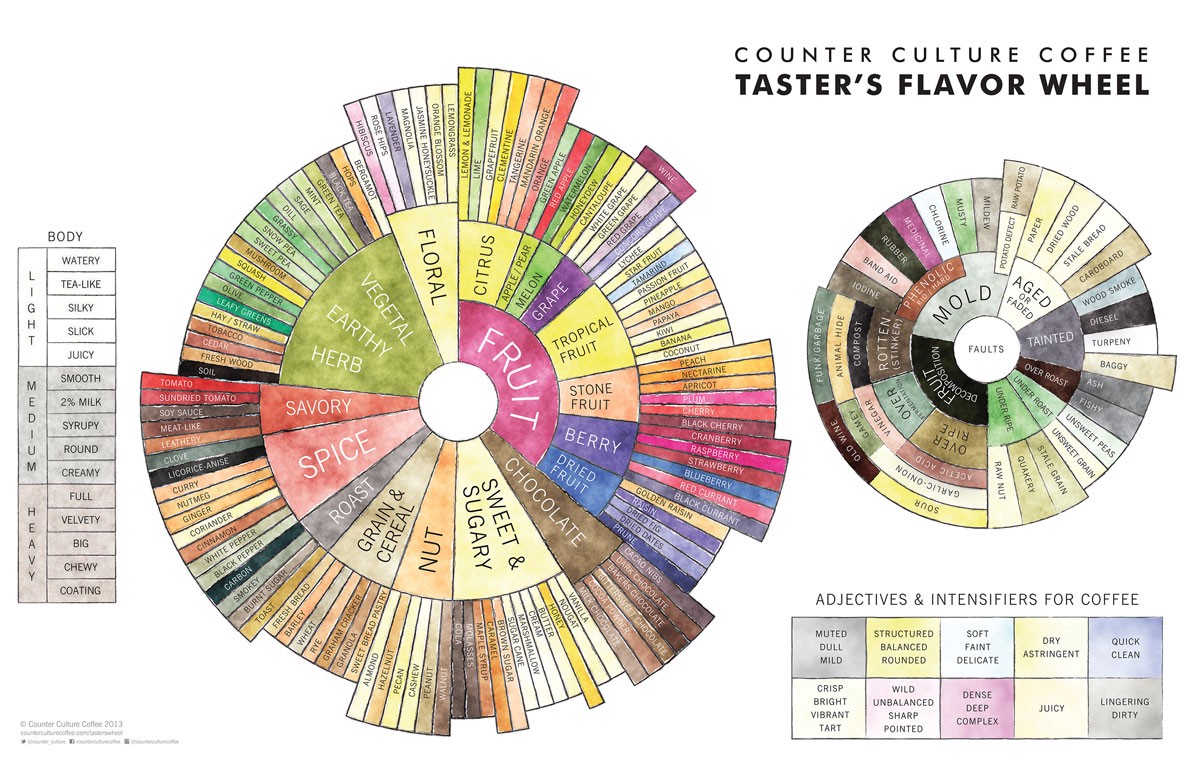 COUNTER CULTURE COFFEE
TASTER'S FLAVOR WHEEL
BODY
LIGHT
WATERY
TEA-LIKE
SILKY
SLICK
JUICY
MEDIUM
SMOOTH
2% MILK
SYRUPY
ROUND
CREAMY
HEAVY
FULL
VELVETY
BIG
CHEWY
COATING
FLORAL
HIBISCUS
ROSE HIPS
LAVENDER
MAGNOLIA
JASMINE HONEYSUCKLE
ORANGE BLOSSOM
LEMONGRASS
FRUIT
CITRUS
LEMON & LEMONADE
LIME
GRAPEFRUIT
CLEMENTINE
TANGERINE
MANDARIN ORANGE
ORANGE
APPLE/ PEAR
GREEN APPLE
RED APPLE
MELON
WATERMELON
HONEYDEW
CANTALOUPE
GRAPE
WHITE GRAPE
GREEN GRAPE
RED GRAPE
CONCORD GRAPE
WINE
TROPICAL
FRUIT
LYCHEE
STAR FRUIT
TAMARIND
PASSION FRUIT
PINEAPPLE
MANGO
PAPAYA
KIWI
BANANA
COCONUT
STONE
FRUIT
PEACH
NECTARINE
APRICOT
PLUM
CHERRY
BLACK CHERRY
BERRY
CRANBERRY
RASPBERRY
STRAWBERRY
BLUEBERRY
RED CURRANT
BLACK CURRANT
DRIED
FRUIT
GOLDEN RAISIN
RAISIN
DRIED FIG
DRIED DATES
PRUNE
CHOCOLATE
CACAO NIBS
DARK CHOCOLATE
BAKERS CHOCOLATE
BITTERSWEET CHOCOLATE
COCOA POWDER
MILK CHOCOLATE
SWEET &
SUGARY
VANILLA
NOUGAT
HONEY
BUTTER
CREAM
MARSHMALLOW
SUGAR CANE
BROWN SUGAR
CARAMEL
MAPLE SYRUP
MOLASSES
COLA
NUT
WALNUT
PEANUT
CASHEW
PECAN
HAZELNUT
ALMOND
GRAIN &
CEREAL
SWEET BREAD PASTRY
GRANOLA
GRAHAM CRACKER
RYE
WHEAT
BARLEY
FRESH BREAD
ROAST
TOAST
BURNT SUGAR
SMOKEY
CARBON
SPICE
BLACK PEPPER
WHITE PEPPER
CINNAMON
CORIANDER
GINGER
NUTMEG
CURRY
LICORICE-ANISE
CLOVE
SAVORY
LEATHERY
MEAT-LIKE
SOY SAUCE
SUNDRIED TOMATO
TOMATO
VEGETAL
EARTHY
HERB
SOIL
FRESH WOOD
CEDAR
TOBACCO
HAY / STRAW
LEAFY GREENS
OLIVE
GREEN PEPPER
SQUASH
MUSHROOM
SWEET PEA
SNOW PEA
GRASSY
DILL
SAGE
MINT
GREEN TEA
BLACK TEA
HOPS
BERGAMOT
FAULTS
AGED
OR
FADED
POTATO DEFECT
RAW POTATO
PAPER
DRIED WOOD
STALE BREAD
CARDBOARD
TAINTED
WOOD SMOKE
DIESEL
TURPENY
BAGGY
OVER ROAST
ASH
FISHY
UNDER ROAST
UNSWEET PEAS
UNSWEET GRAIN
STALE GRAIN
UNDER RIPE
QUAKERY
RAW NUT
FRUIT
DECOMPOSITION
OVER
RIPE
GARLIC-ONION
ACETIC ACID
SOUR
OVER
VINEGAR
GAMEY
OLD WINE
ROTTEN
(STINKER)
COMPOST
ANIMAL HIDE
FUNK/GARBAGE
MOLD
PHENOLIC
IODINE
BAND AID
RUBBER
MEDICINAL
CHLORINE
MUSTY
MILDEW
ADJECTIVES & INTENSIFIERS FOR COFFEE
MUTED
DULL
MILD
STRUCTURED
BALANCED
ROUNDED
SOFT
FAINT
DELICATE
DRY
ASTRINGENT
QUICK
CLEAN
CRISP
BRIGHT
VIBRANT
TART
WILD
UNBALANCED
SHARP
POINTED
DENSE
DEEP
COMPLEX
JUICY
LINGERING
DIRTY
© Counter Culture Coffee 2013
counterculturecoffee.com/tasterswheel
@counter_culture /counterculturecoffee @counterculturecoffee